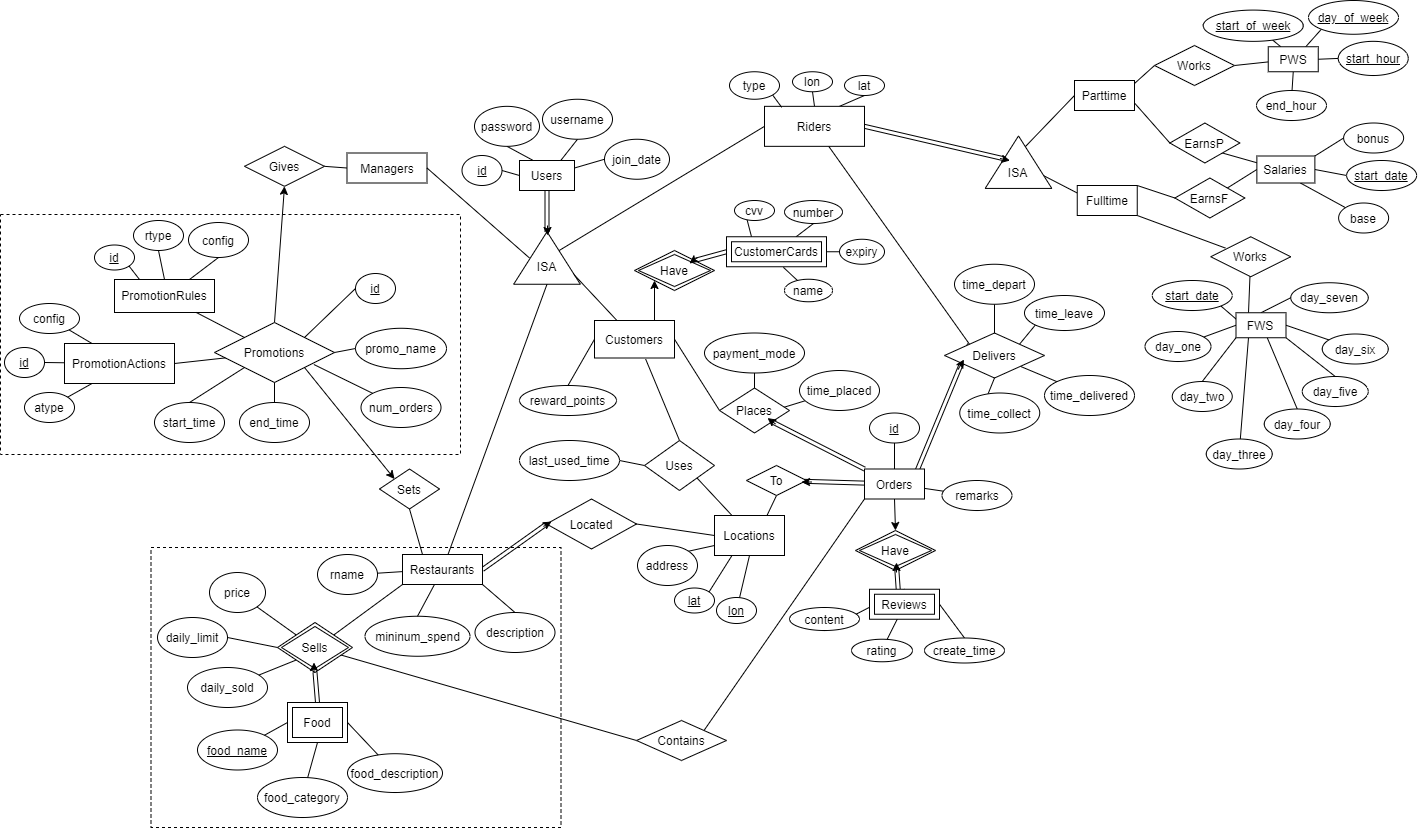 start_of_week
day_of_week
Works
PWS
start_hour
type
lon
lat
Parttime
end_hour
password
username
Riders
EarnsP
bonus
Gives
Managers
id
Users
join_date
ISA
Salaries
start_date
Fulltime
EarnsF
base
cvv
number
rtype
config
id
CustomerCards
expiry
Works
ISA
Have
name
time_depart
PromotionRules
id
start_date
day_seven
config
time_leave
FWS
PromotionActions
Promotions
promo_name
Customers
payment_mode
Delivers
day_one
day_six
id
atype
start_time
end_time
num_orders
reward_points
Places
time_placed
time_collect
time_delivered
day_two
day_five
day_four
id
day_three
last_used_time
Uses
Sets
To
Orders
remarks
Located
Locations
Have
rname
Restaurants
address
price
lat
lon
Reviews
content
daily_limit
Sells
mininum_spend
description
rating
create_time
daily_sold
Food
food_name
Contains
food_description
food_category